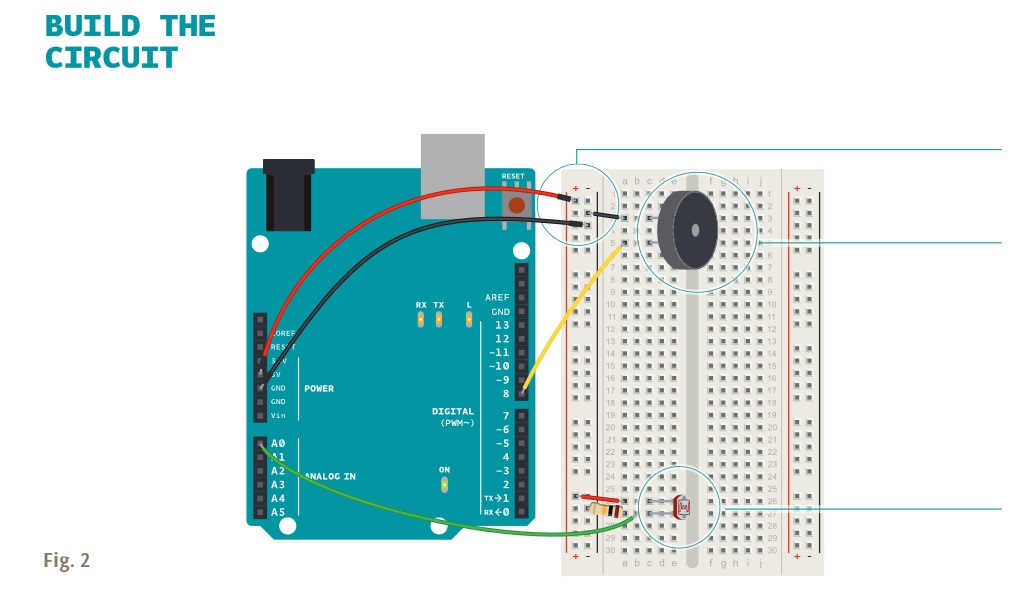 BUILD THE
CIRCUIT
RESET
+ -
+ -
a b c d e
f g h i j
RX TX L
AREF
GND
13
12
~11
~10
~9
8
7
~6
~5
4
~3
2
TX→1
RX←0
DIGITAL
(PWM~)
IOREF
RESET
3.3V
5V
GND
GND
Vin
POWER
A0
A1
A2
A3
A4
A5
ANALOG IN
ON
1
2
3
4
6
7
8
9
10
11
12
13
14
15
16
17
18
19
20
21
22
23
24
25
26
27
28
29
30
+ -
+ -
a b c d e
f g h i j
Fig. 2